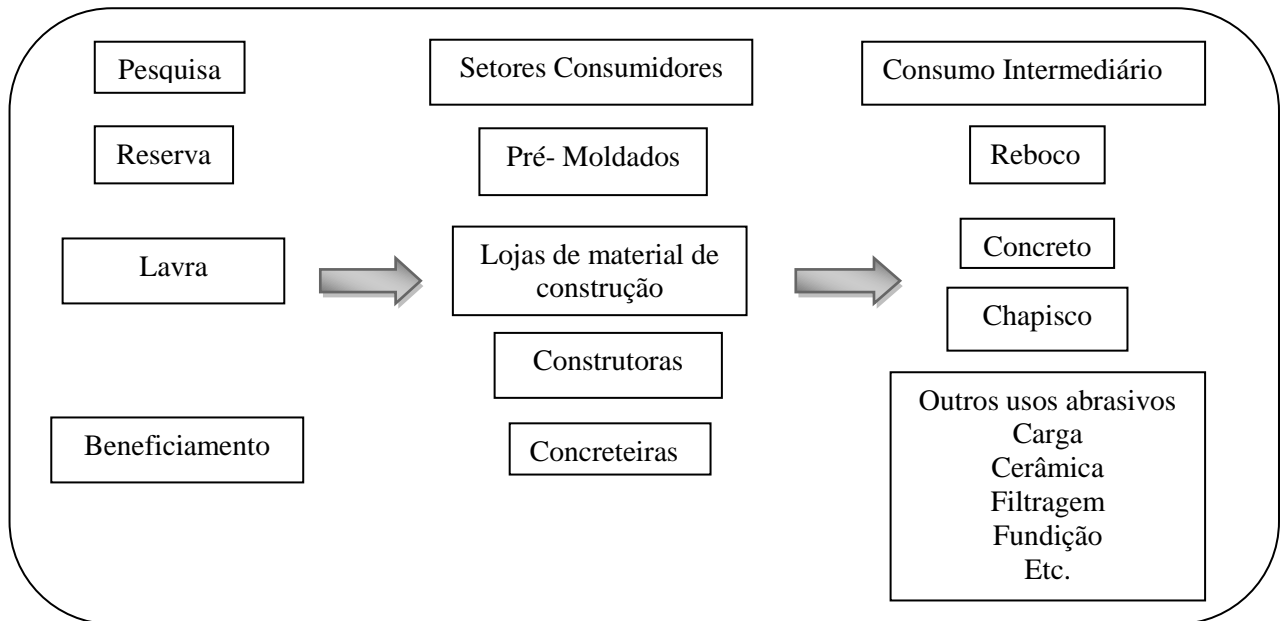 Pesquisa
Reserva
Lavra
Beneficiamento
Setores Consumidores
Pré- Moldados
Lojas de material de
construção
Construtoras
Concreteiras
Consumo Intermediário
Reboco
Concreto
Chapisco
Outros usos abrasivos
Carga
Cerâmica
Filtragem
Fundição
Etc.